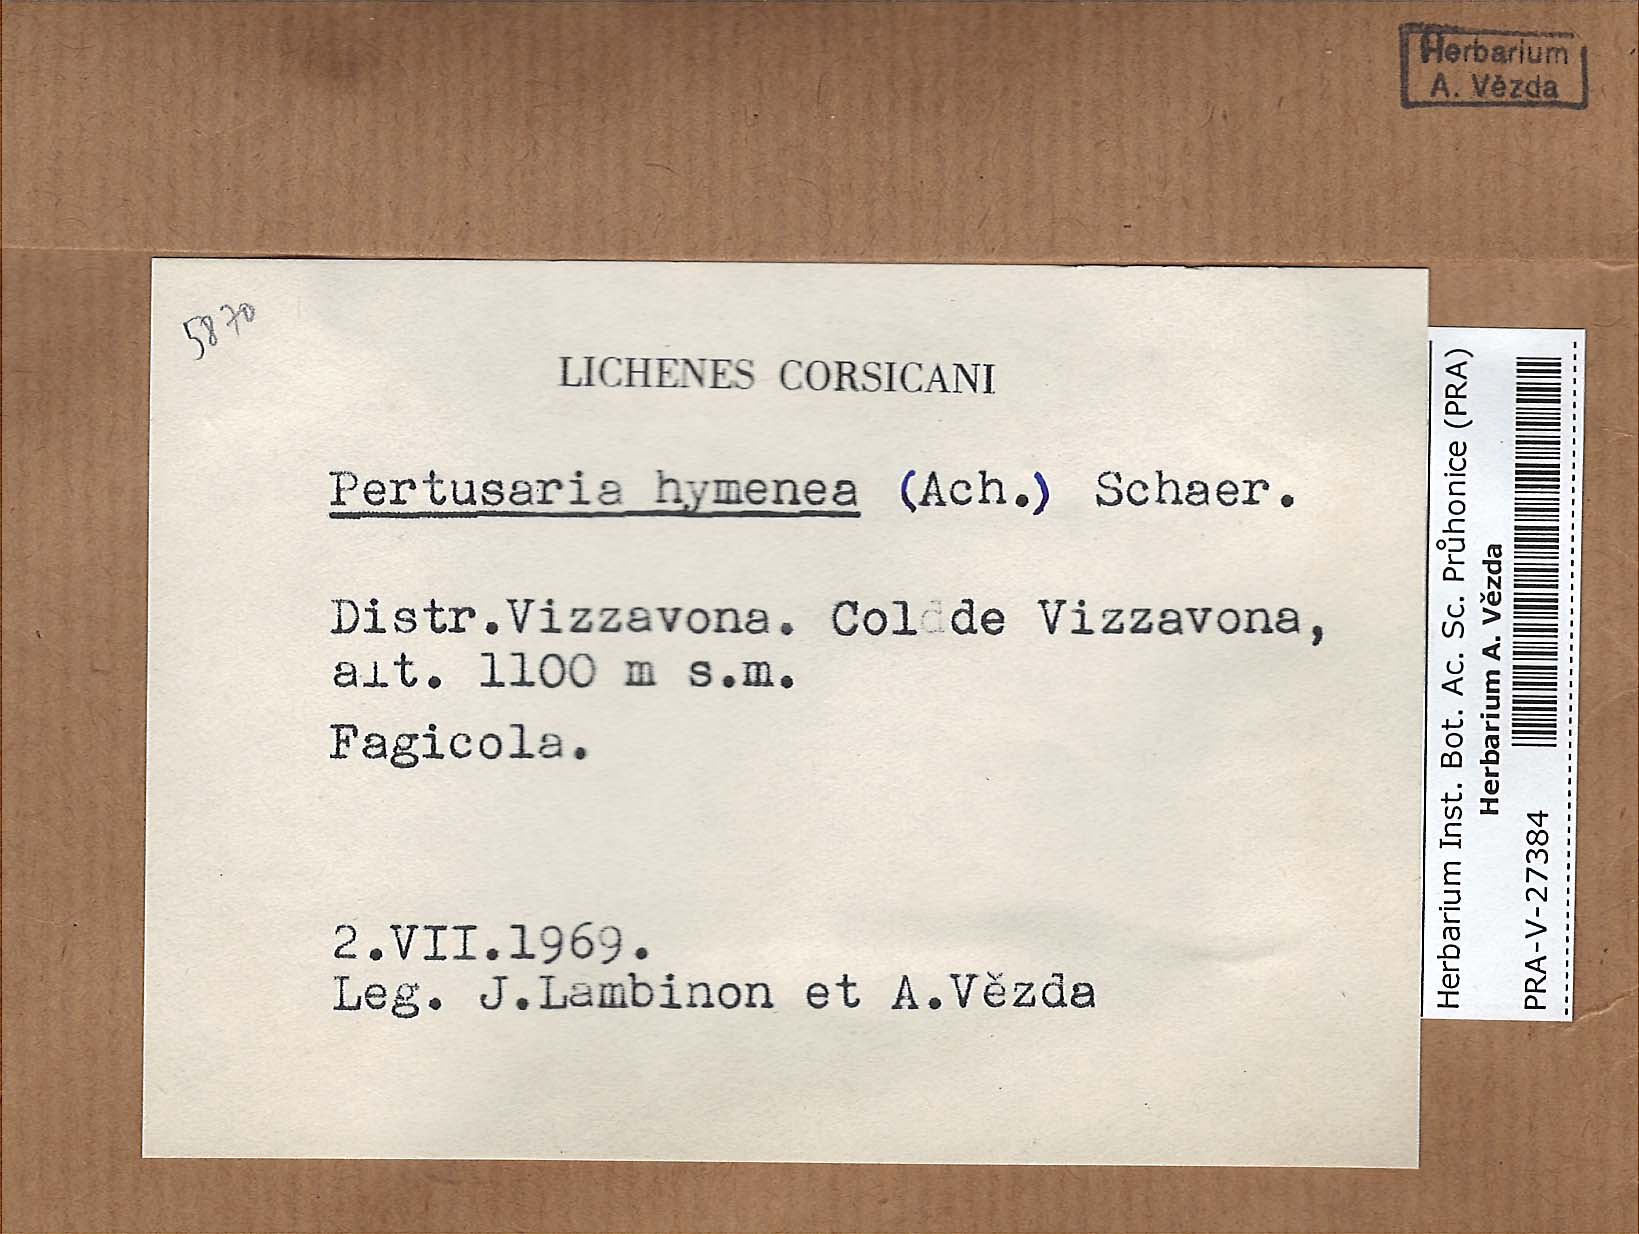 Herbarium
A. Vězda
5870
LICHENES CORSICANI
Pertusaria hymenea (Ach.) Schaer.
Distr.Vizzavona. Col de Vizzavona,
alt. 1100 m s.m.
Fagicola.
2.VII.1969.
Leg. J.Lambinon et A.Vězda
Herbarium Inst. Bot. Ac. Sc. Průhonice (PRA)
Herbarium A. Vězda
PRA-V-27384